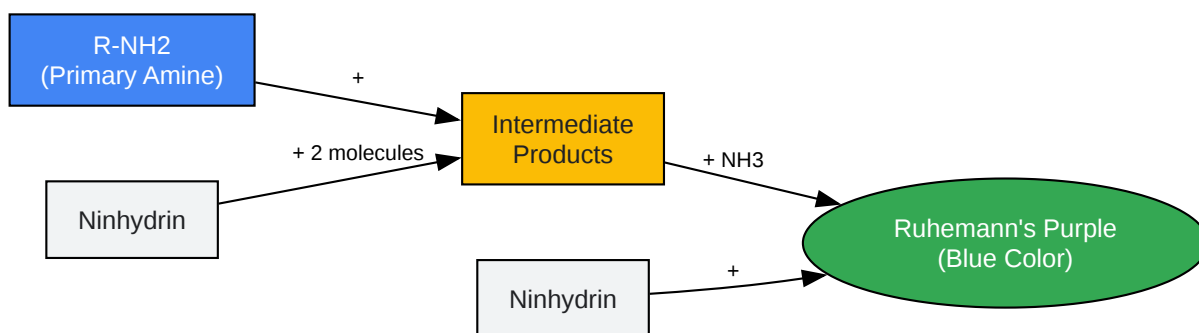 R-NH2
(Primary Amine)
+
+ 2 molecules
Ninhydrin
Intermediate
Products
+ NH3
Ninhydrin
+
Ruhemann's Purple
(Blue Color)